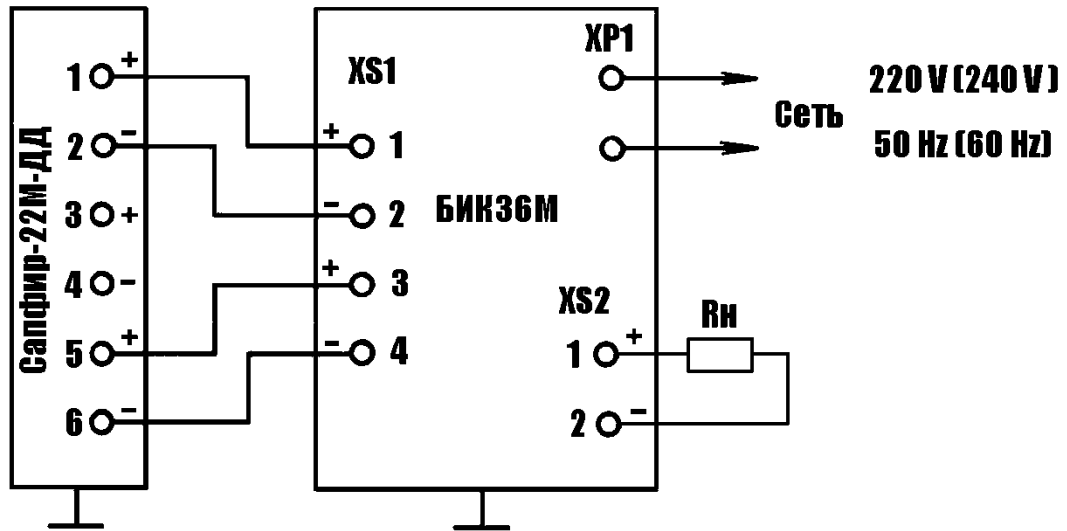 Сапфир-22М-ДД
1 +
2 -
3 +
4 -
5 +
6 -
XS1
+ 1
- 2
+ 3
- 4
БИК36М
XP1
Сеть
220 V (240 V)
50 Hz (60 Hz)
XS2
1 +
2 -
Rн